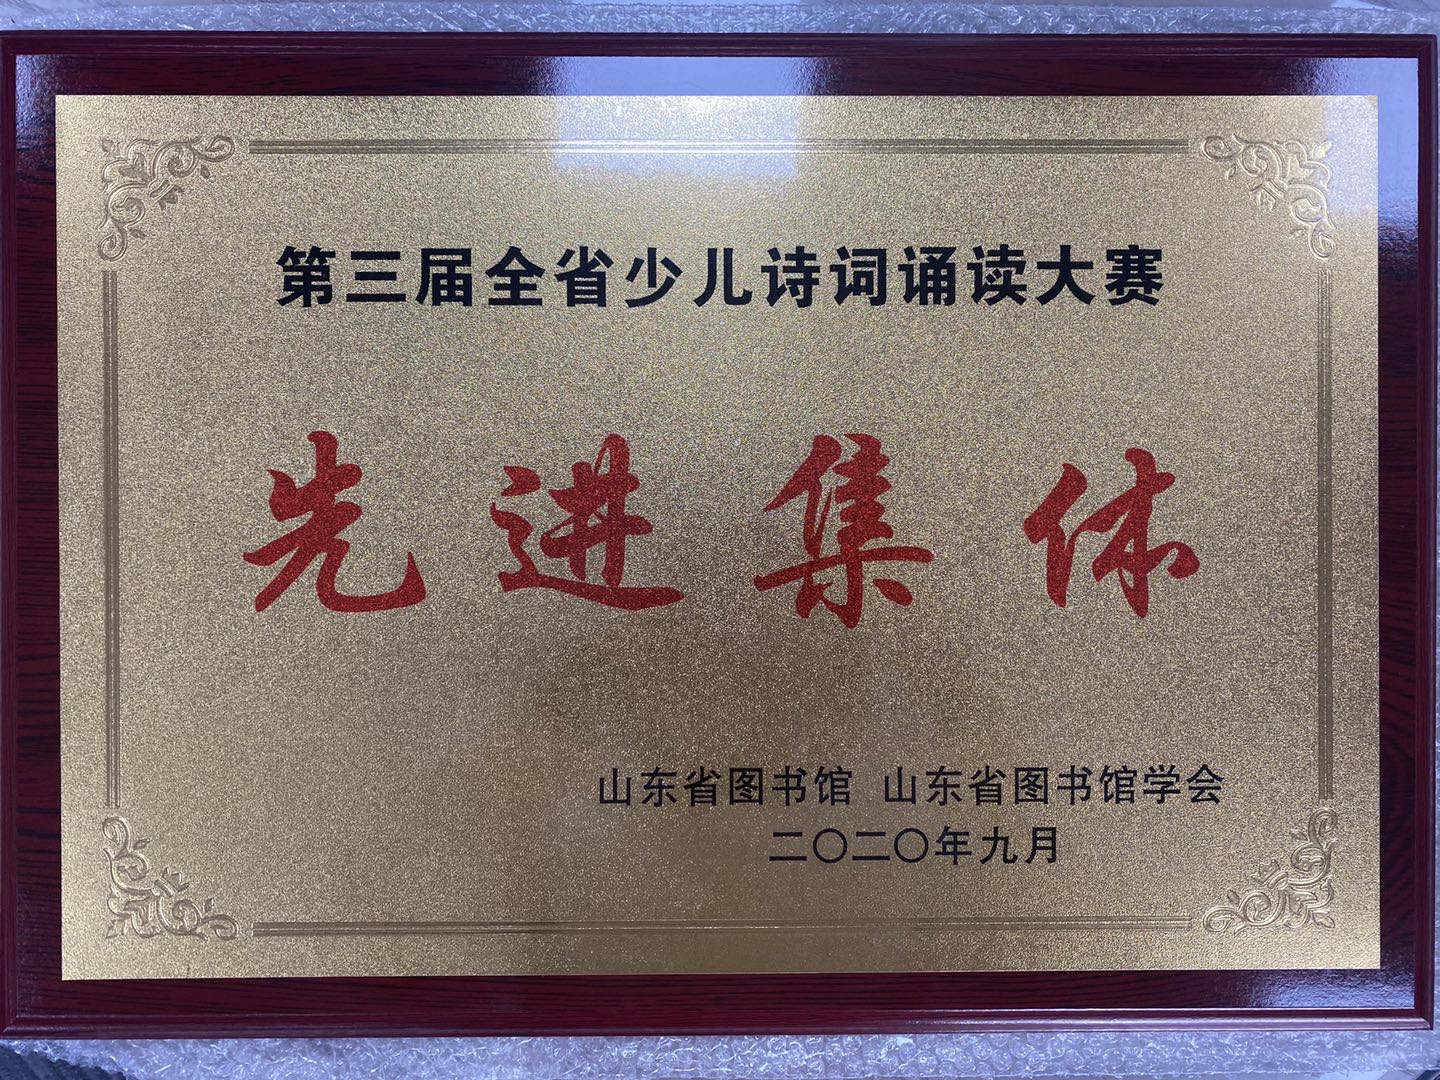 第三届全省少儿诗词诵读大赛
先进集体
山东省图书馆 山东省图书馆学会
二〇二〇年九月